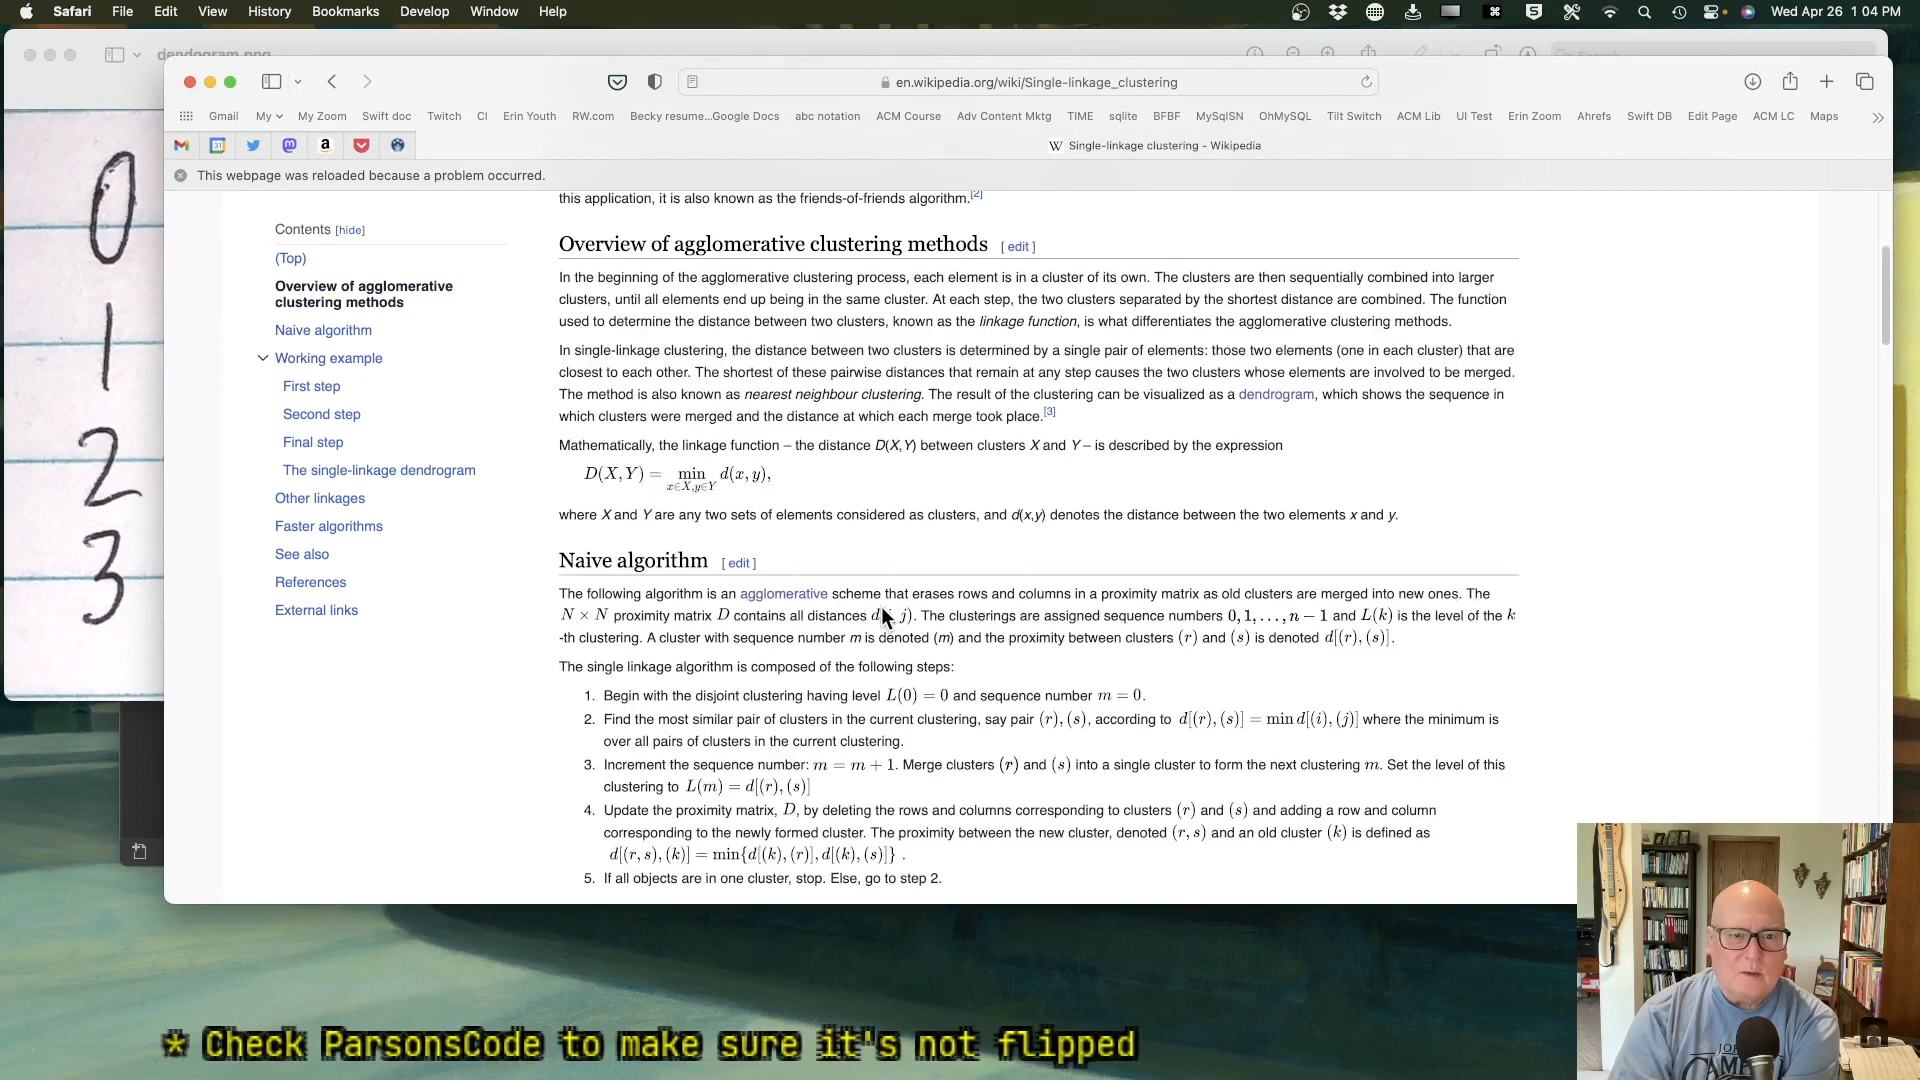 Safari File Edit View History Bookmarks Develop Window Help Wed Apr 26 1 04 PM
dendogram.png
Search
en.wikipedia.org/wiki/Single-linkage_clustering
Gmail My My Zoom Swift doc Twitch CI Erin Youth RW.com Becky resume...Google Docs abc notation ACM Course Adv Content Mktg TIME sqlite BFBF MySqlSN OhMySQL Tilt Switch ACM Lib UI Test Erin Zoom Ahrefs Swift DB Edit Page ACM LC Maps
W Single-linkage clustering - Wikipedia
This webpage was reloaded because a problem occurred.
0
1
2
3
Contents [hide]
(Top)
Overview of agglomerative
clustering methods
Naive algorithm
Working example
First step
Second step
Final step
The single-linkage dendrogram
Other linkages
Faster algorithms
See also
References
External links
this application, it is also known as the friends-of-friends algorithm.[2]
Overview of agglomerative clustering methods [ edit ]
In the beginning of the agglomerative clustering process, each element is in a cluster of its own. The clusters are then sequentially combined into larger
clusters, until all elements end up being in the same cluster. At each step, the two clusters separated by the shortest distance are combined. The function
used to determine the distance between two clusters, known as the linkage function, is what differentiates the agglomerative clustering methods.
In single-linkage clustering, the distance between two clusters is determined by a single pair of elements: those two elements (one in each cluster) that are
closest to each other. The shortest of these pairwise distances that remain at any step causes the two clusters whose elements are involved to be merged.
The method is also known as nearest neighbour clustering. The result of the clustering can be visualized as a dendrogram, which shows the sequence in
which clusters were merged and the distance at which each merge took place.[3]
Mathematically, the linkage function – the distance D(X,Y) between clusters X and Y – is described by the expression
D(X, Y) = min d(x, y),
x∈X,y∈Y
where X and Y are any two sets of elements considered as clusters, and d(x,y) denotes the distance between the two elements x and y.
Naive algorithm [ edit ]
The following algorithm is an agglomerative scheme that erases rows and columns in a proximity matrix as old clusters are merged into new ones. The
N × N proximity matrix D contains all distances d j). The clusterings are assigned sequence numbers 0, 1, . . . , n − 1 and L(k) is the level of the k
-th clustering. A cluster with sequence number m is denoted (m) and the proximity between clusters (r) and (s) is denoted d[(r), (s)].
The single linkage algorithm is composed of the following steps:
1. Begin with the disjoint clustering having level L(0) = 0 and sequence number m = 0.
2. Find the most similar pair of clusters in the current clustering, say pair (r), (s), according to d[(r), (s)] = min d[(i), (j)] where the minimum is
over all pairs of clusters in the current clustering.
3. Increment the sequence number: m = m + 1. Merge clusters (r) and (s) into a single cluster to form the next clustering m. Set the level of this
clustering to L(m) = d[(r), (s)]
4. Update the proximity matrix, D, by deleting the rows and columns corresponding to clusters (r) and (s) and adding a row and column
corresponding to the newly formed cluster. The proximity between the new cluster, denoted (r, s) and an old cluster (k) is defined as
d[(r, s), (k)] = min{d[(k), (r)], d[(k), (s)]} .
5. If all objects are in one cluster, stop. Else, go to step 2.
* Check ParsonsCode to make sure it's not flipped